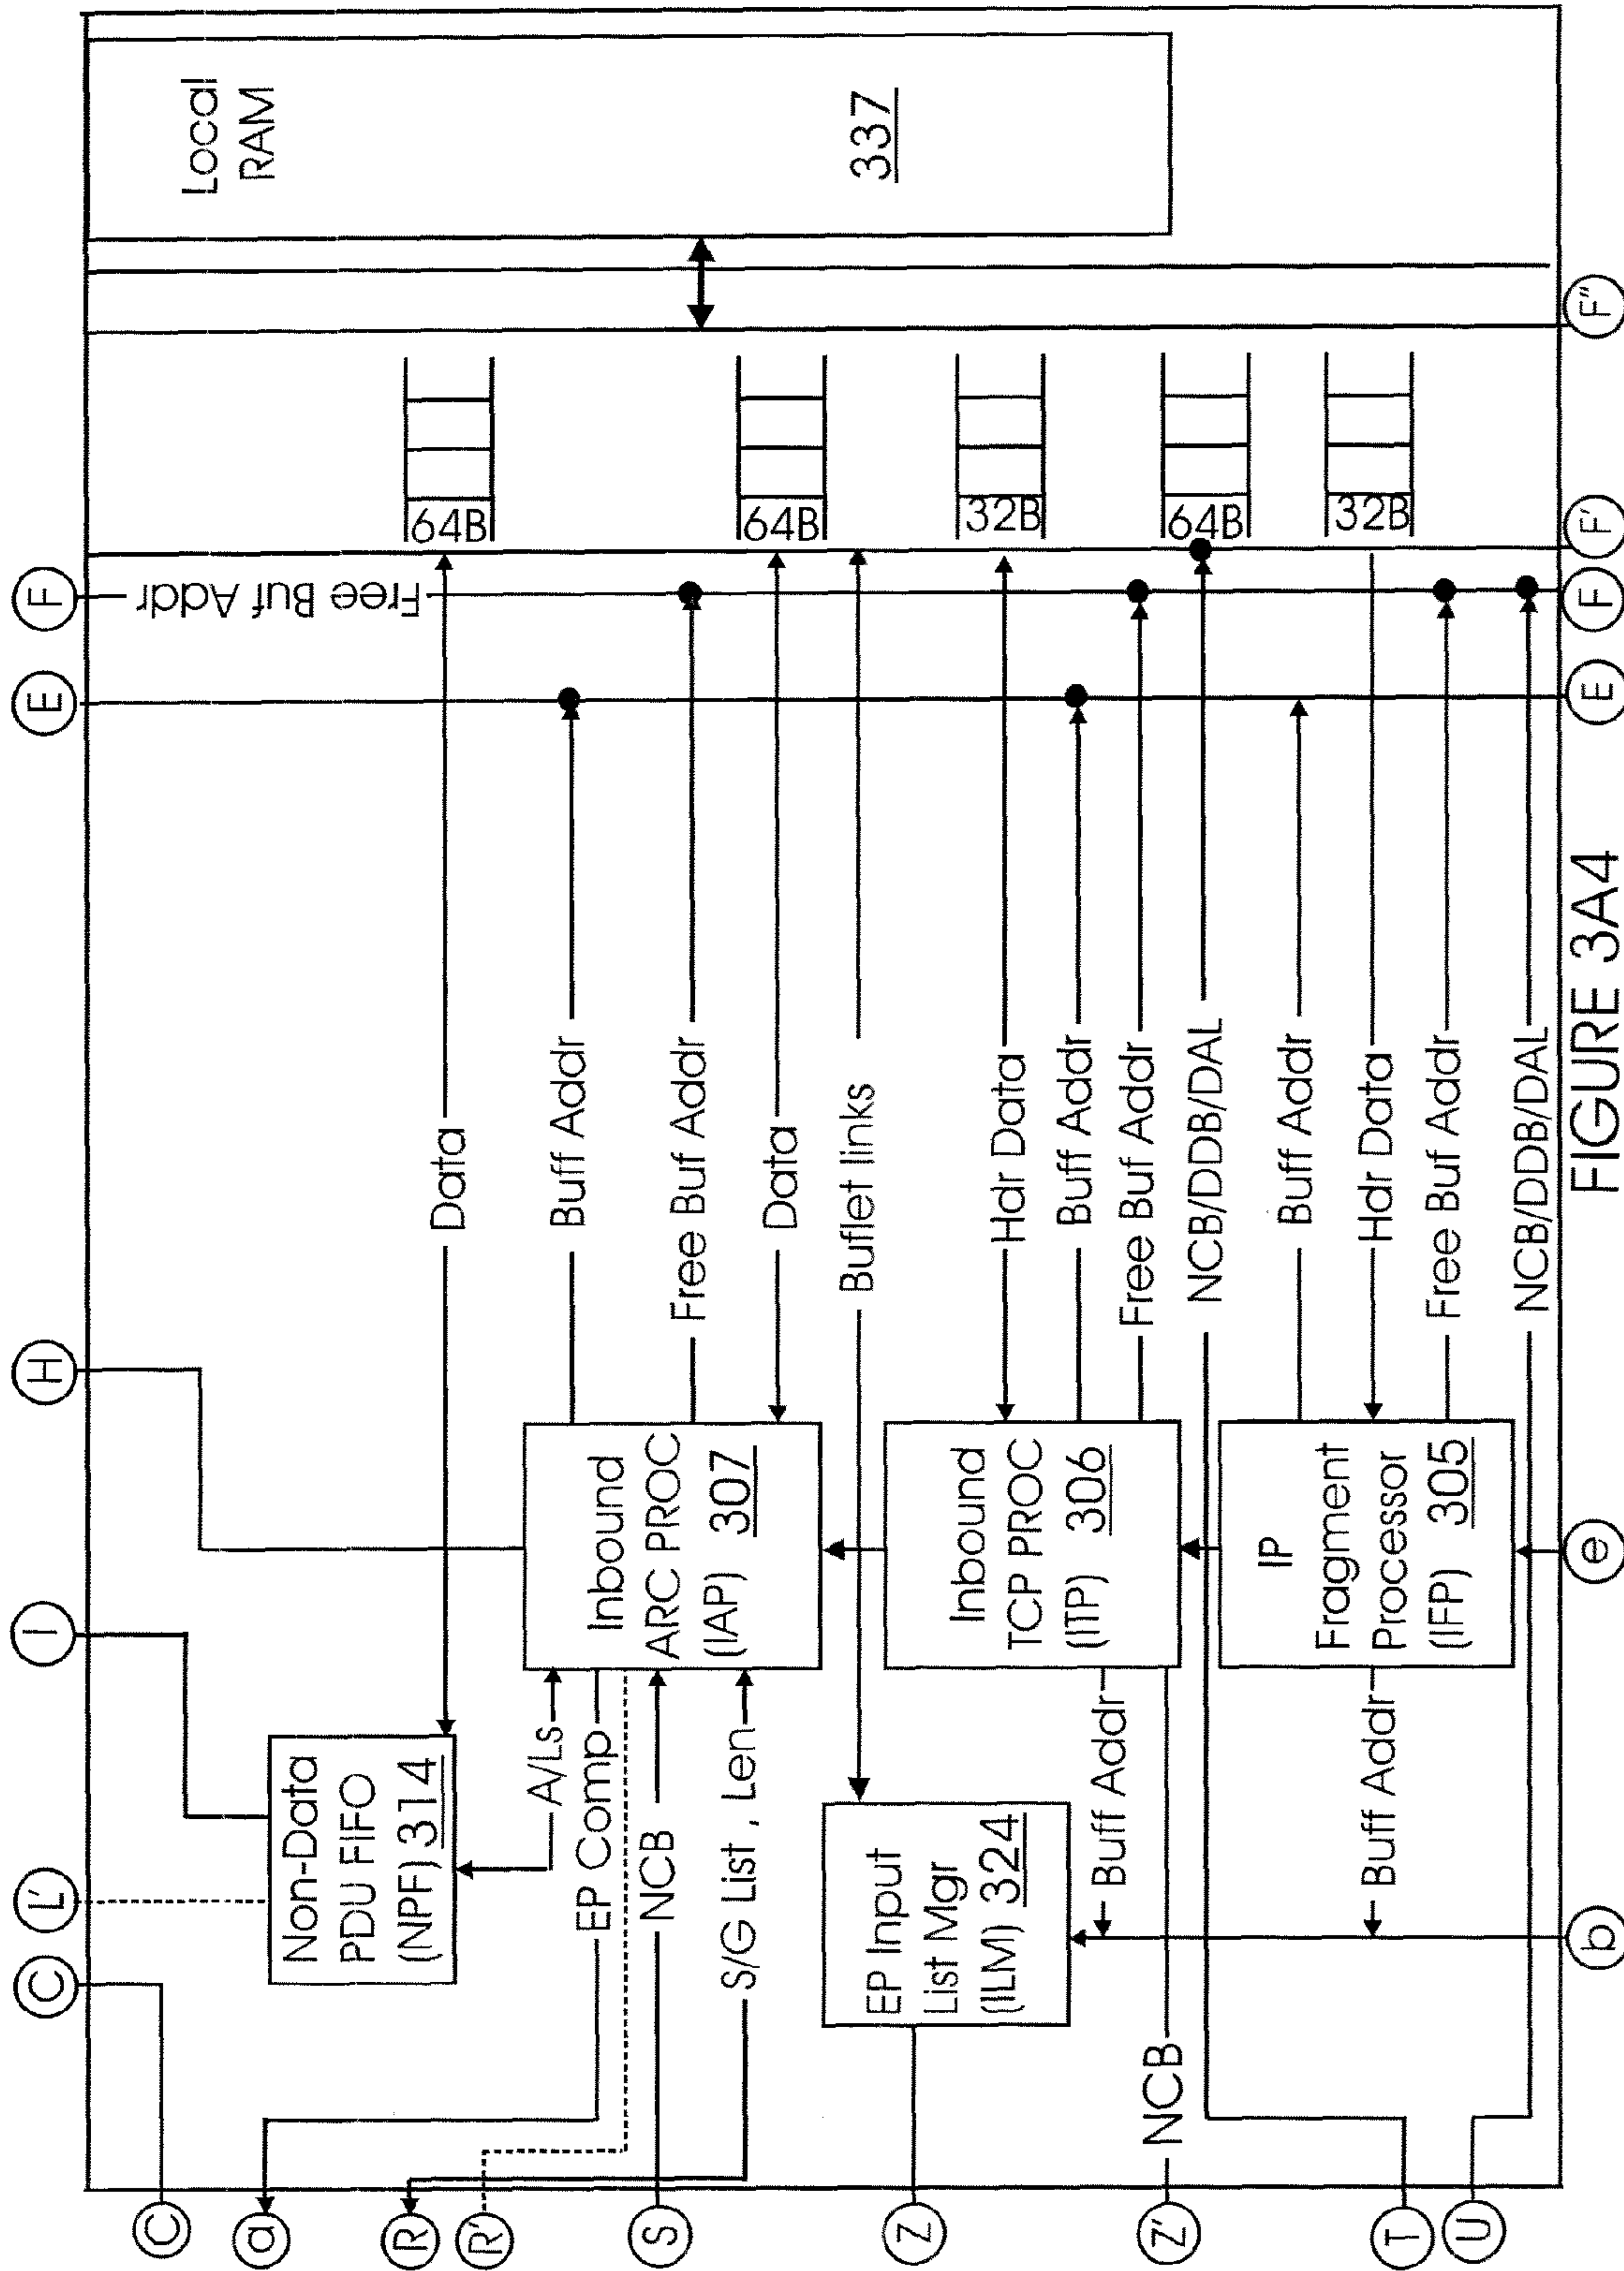 C
L'
I
H
E
F
a
R
R'
S
Z
Z'
T
U
Non-Data
PDU FIFO
(NPF) 314
A/Ls
EP Comp
NCB
S/G List , Len
Inbound
ARC PROC
(IAP) 307
EP Input
List Mgr
(ILM) 324
Buff Addr
NCB
Inbound
TCP PROC
(ITP) 306
Buff Addr
IP
Fragment
Processor
(IFP) 305
Data
Buff Addr
Free Buf Addr
Data
Buflet links
Hdr Data
Buff Addr
Free Buf Addr
NCB/DDB/DAL
Buff Addr
Hdr Data
Free Buf Addr
NCB/DDB/DAL
Free Buf Addr
64B
64B
32B
64B
32B
Local
RAM
337
C
b
e
E
F
F'
F"
FIGURE 3A4